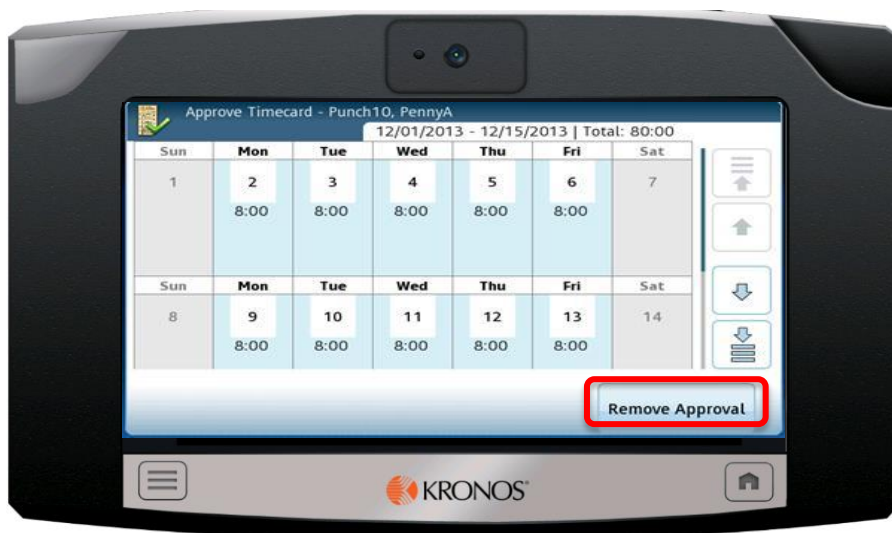 Approve Timecard - Punch10, PennyA
12/01/2013 - 12/15/2013 | Total: 80:00
Sun Mon Tue Wed Thu Fri Sat
1 2 3 4 5 6 7
8:00 8:00 8:00 8:00 8:00
Sun Mon Tue Wed Thu Fri Sat
8 9 10 11 12 13 14
8:00 8:00 8:00 8:00 8:00
Remove Approval
KRONOS